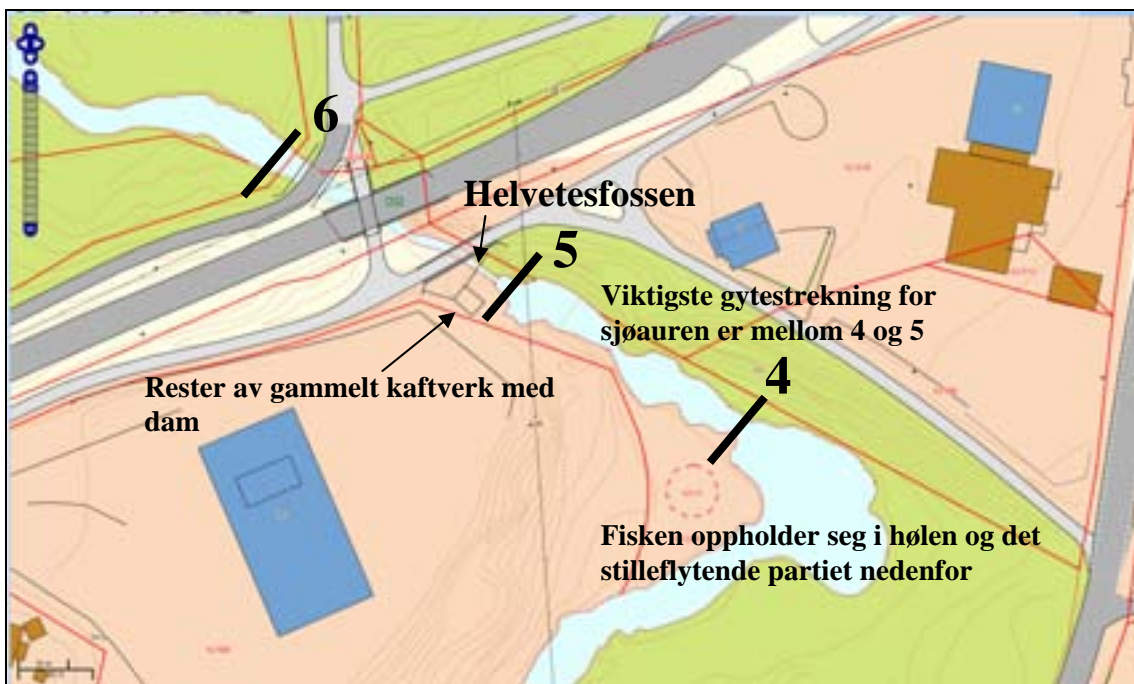 6
Helvetesfossen
5
Viktigste gytestrekning for
sjøauren er mellom 4 og 5
4
Rester av gammelt kaftverk med
dam
Fisken oppholder seg i hølen og det
stilleflytende partiet nedenfor